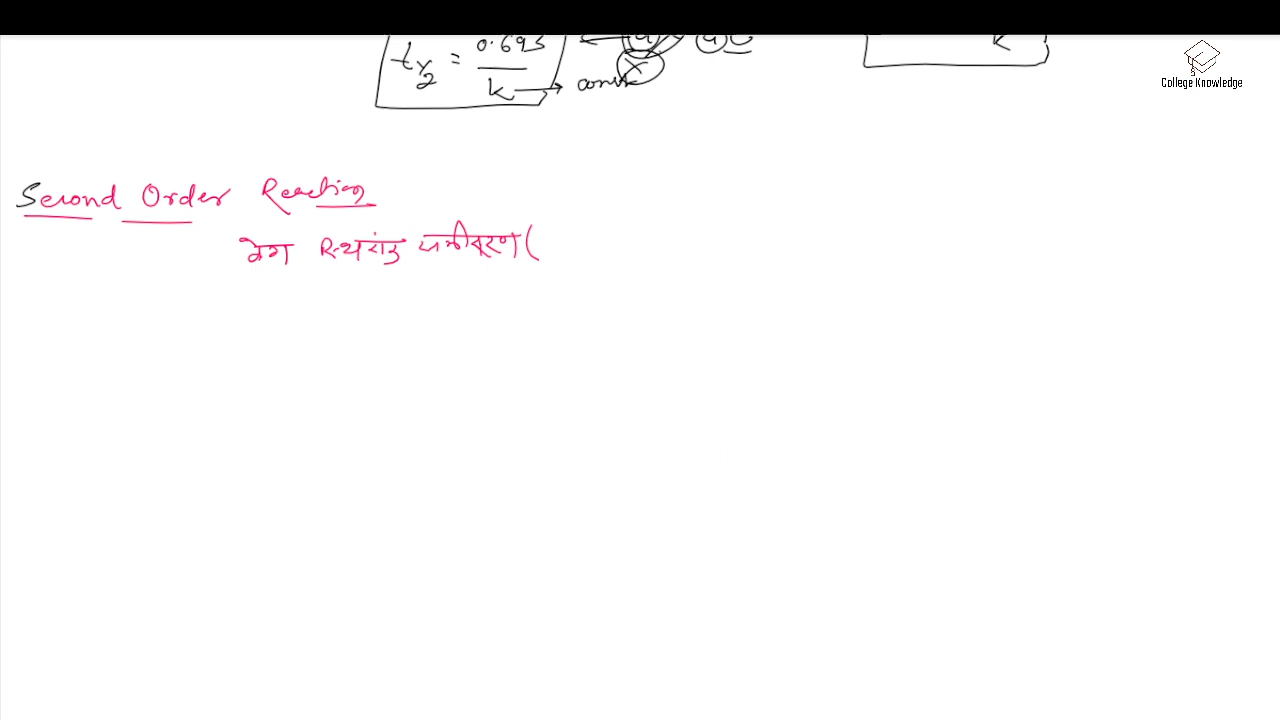 t½ = 0.693 / k → const
k
College Knowledge
Second Order Reaction
वेग स्थिरांक समीकरण (